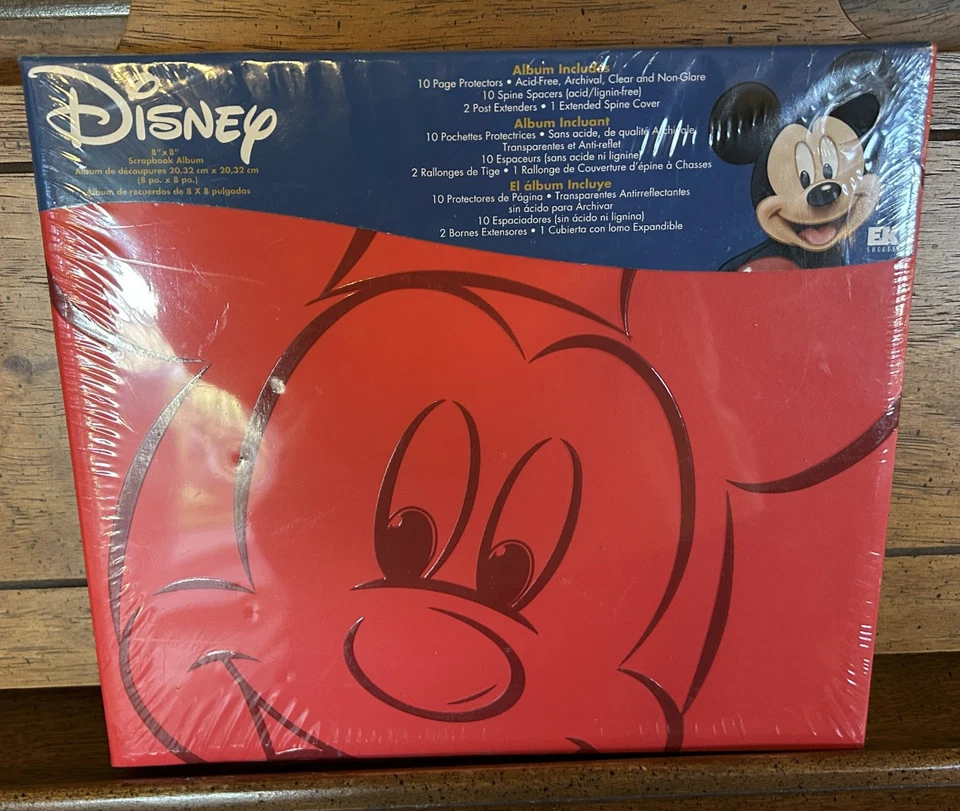 Disney
8"x 8"
Scrapbook Album
Album de découpures 20,32 cm x 20,32 cm
(8 po. x 8 po.)
Album de recuerdos de 8 X 8 pulgadas
Album Includes
10 Page Protectors • Acid-Free, Archival, Clear and Non-Glare
10 Spine Spacers (acid/lignin-free)
2 Post Extenders • 1 Extended Spine Cover
Album Incluant
10 Pochettes Protectrices • Sans acide, de qualité Archivale,
Transparentes et Anti-reflet
10 Espaceurs (sans acide ni lignine)
2 Rallonges de Tige • 1 Rallonge de Couverture d'épine à Chasses
El álbum Incluye
10 Protectores de Página • Transparentes Antirreflectantes
sin ácido para Archivar
10 Espaciadores (sin ácido ni lignina)
2 Bornes Extensores • 1 Cubierta con lomo Expandible
EK
SUCCESS